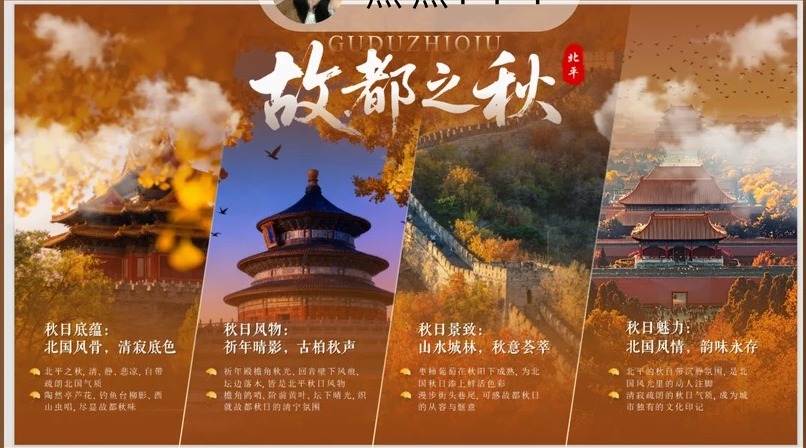 GUDUZHIQIU
故都之秋
北平
秋日底蕴：
北国风骨，清寂底色
北平之秋，清、静、悲凉，自带
疏朗北国气质
陶然亭芦花、钓鱼台柳影、西
山虫唱，尽显故都秋味
秋日风物：
祈年晴影，古柏秋声
祈年殿檐角秋光，回音壁下风痕，
坛边落木，皆是北平秋日风物
檐角鸽哨，阶前黄叶，坛下晴光，织
就故都秋日的清宁氛围
秋日景致：
山水城林，秋意荟萃
枣柿葡萄在秋阳下成熟，为北
国秋日添上鲜活色彩
漫步街头巷尾，可感故都秋日
的从容与惬意
秋日魅力：
北国风情，韵味永存
北平的秋自带沉静氛围，是北
国风光里的动人注脚
清寂疏朗的秋日气质，成为城
市独有的文化印记